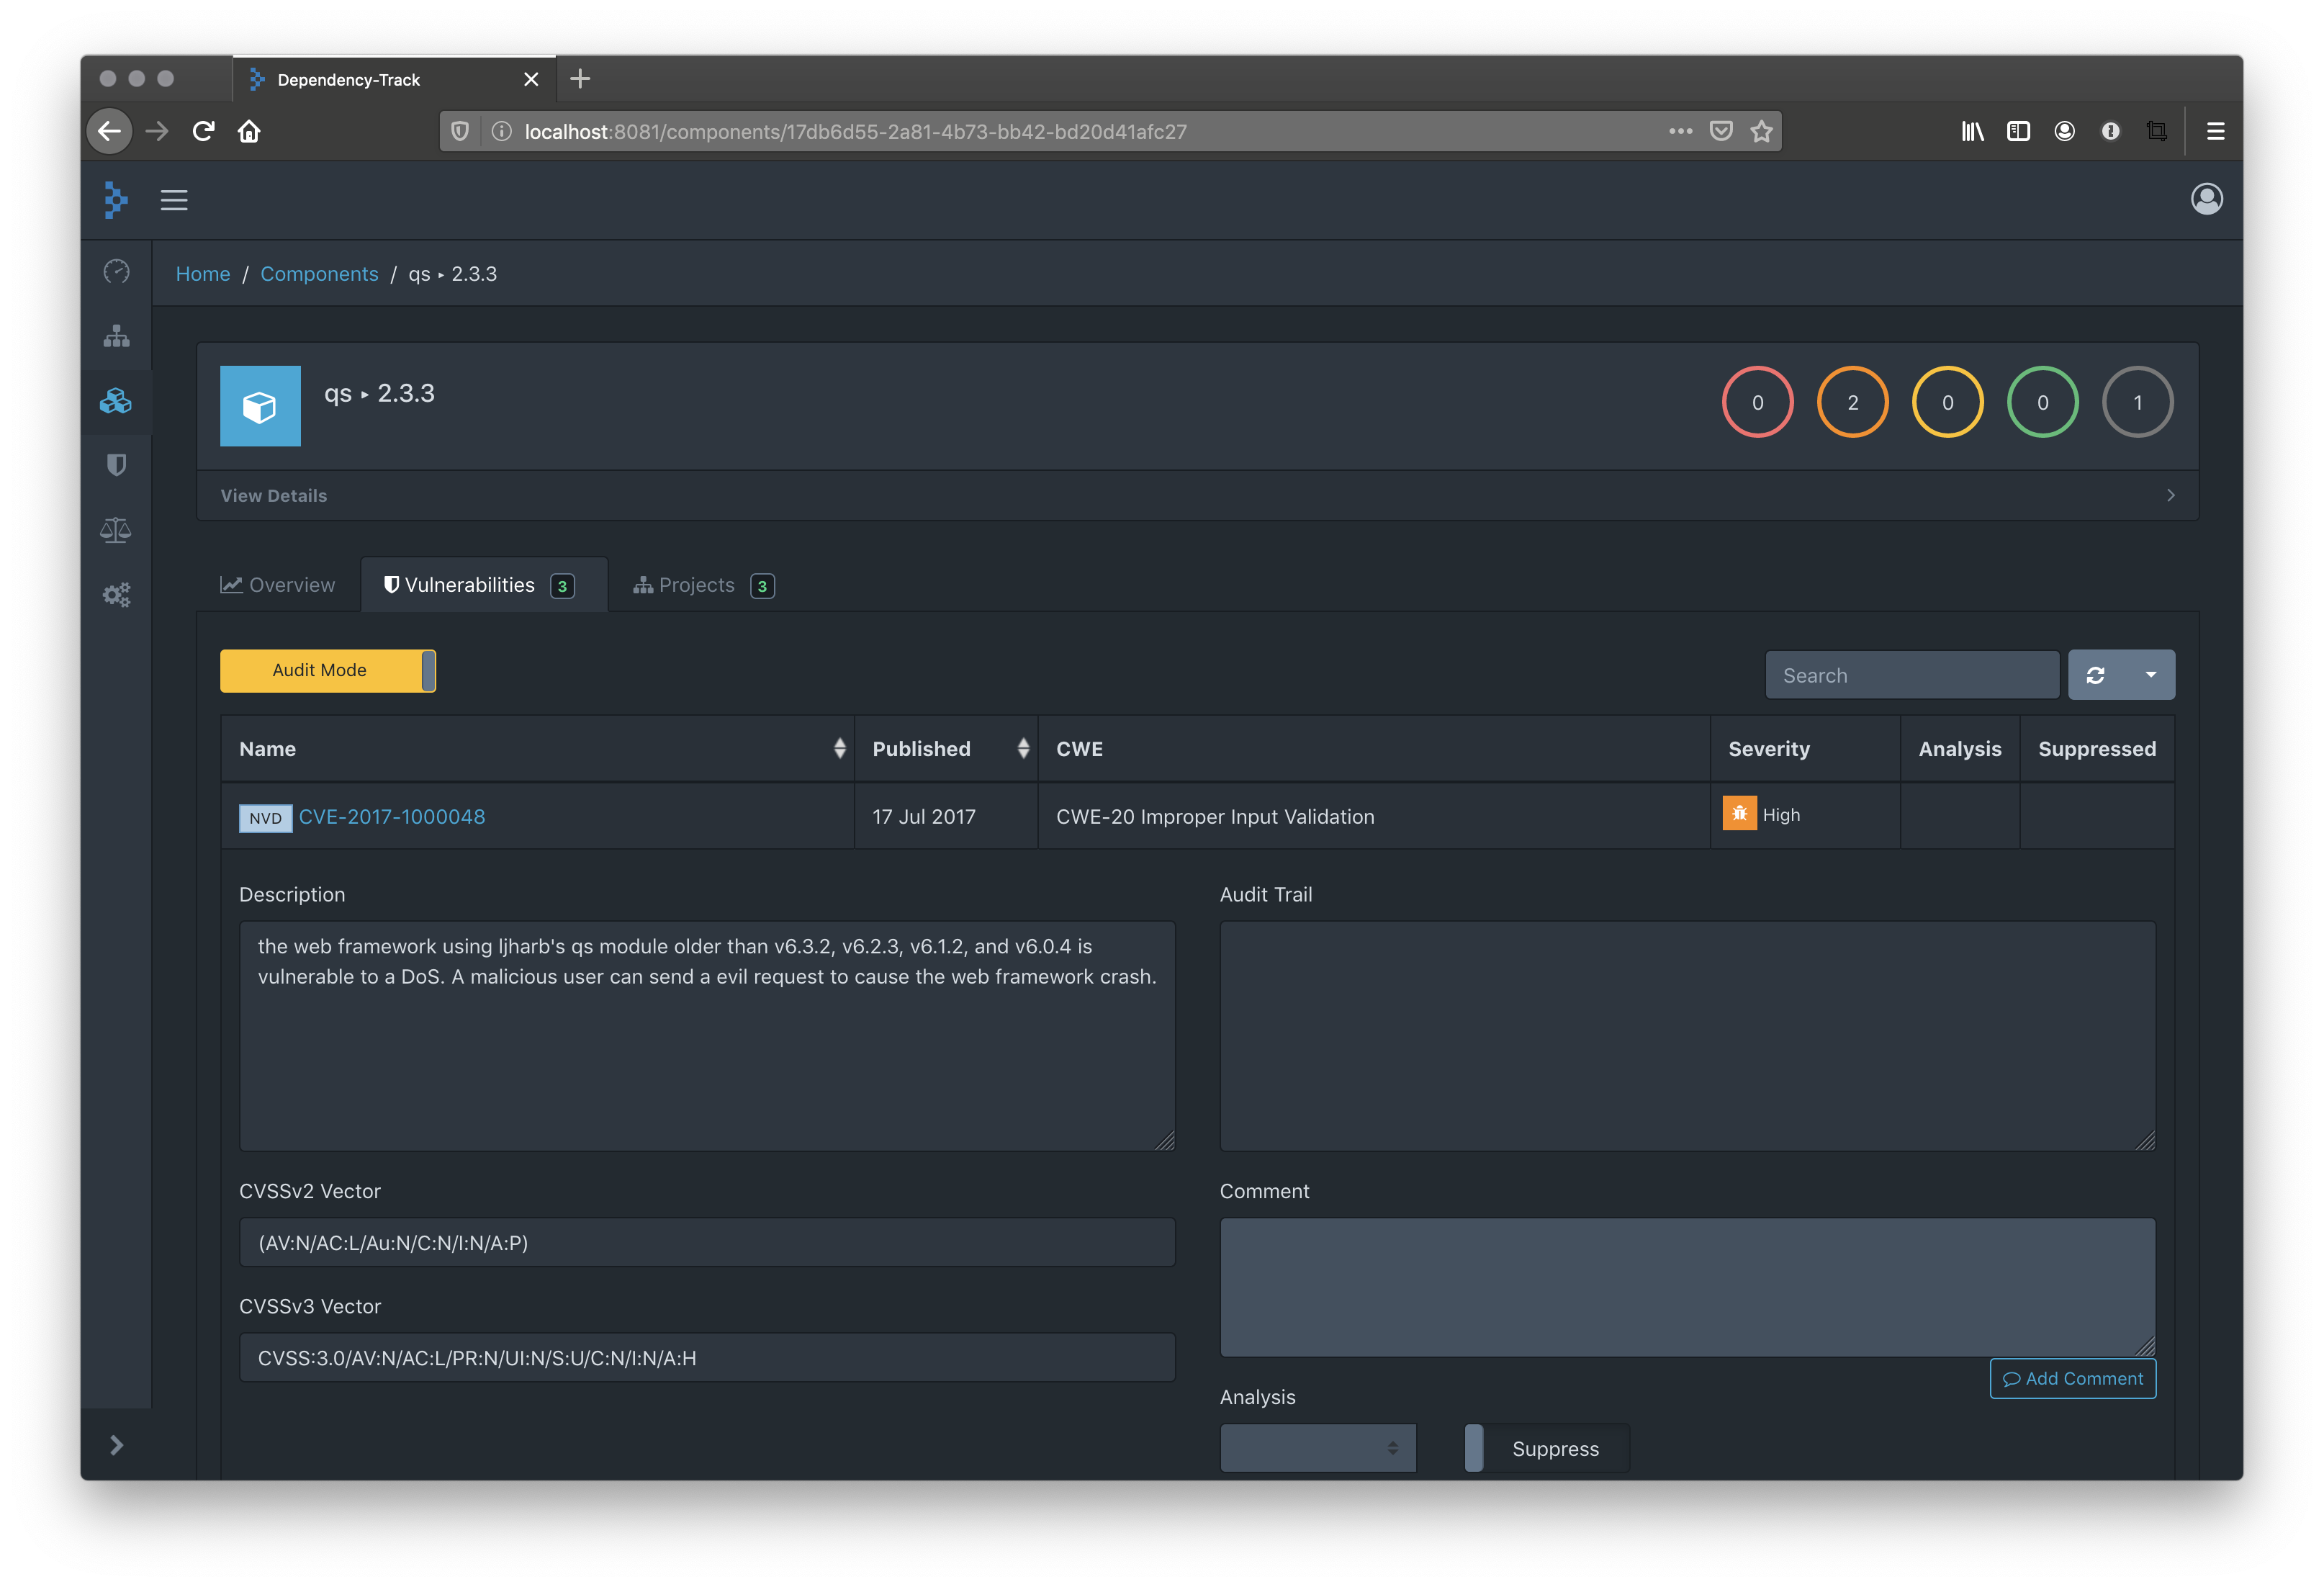 Dependency-Track
localhost:8081/components/17db6d55-2a81-4b73-bb42-bd20d41afc27
Home / Components / qs ▸ 2.3.3
qs ▸ 2.3.3
0 2 0 0 1
View Details
Overview Vulnerabilities 3 Projects 3
Audit Mode
Search
Name Published CWE Severity Analysis Suppressed
NVD CVE-2017-1000048 17 Jul 2017 CWE-20 Improper Input Validation High
Description
the web framework using ljharb's qs module older than v6.3.2, v6.2.3, v6.1.2, and v6.0.4 is
vulnerable to a DoS. A malicious user can send a evil request to cause the web framework crash.
CVSSv2 Vector
(AV:N/AC:L/Au:N/C:N/I:N/A:P)
CVSSv3 Vector
CVSS:3.0/AV:N/AC:L/PR:N/UI:N/S:U/C:N/I:N/A:H
Audit Trail
Comment
Add Comment
Analysis
Suppress